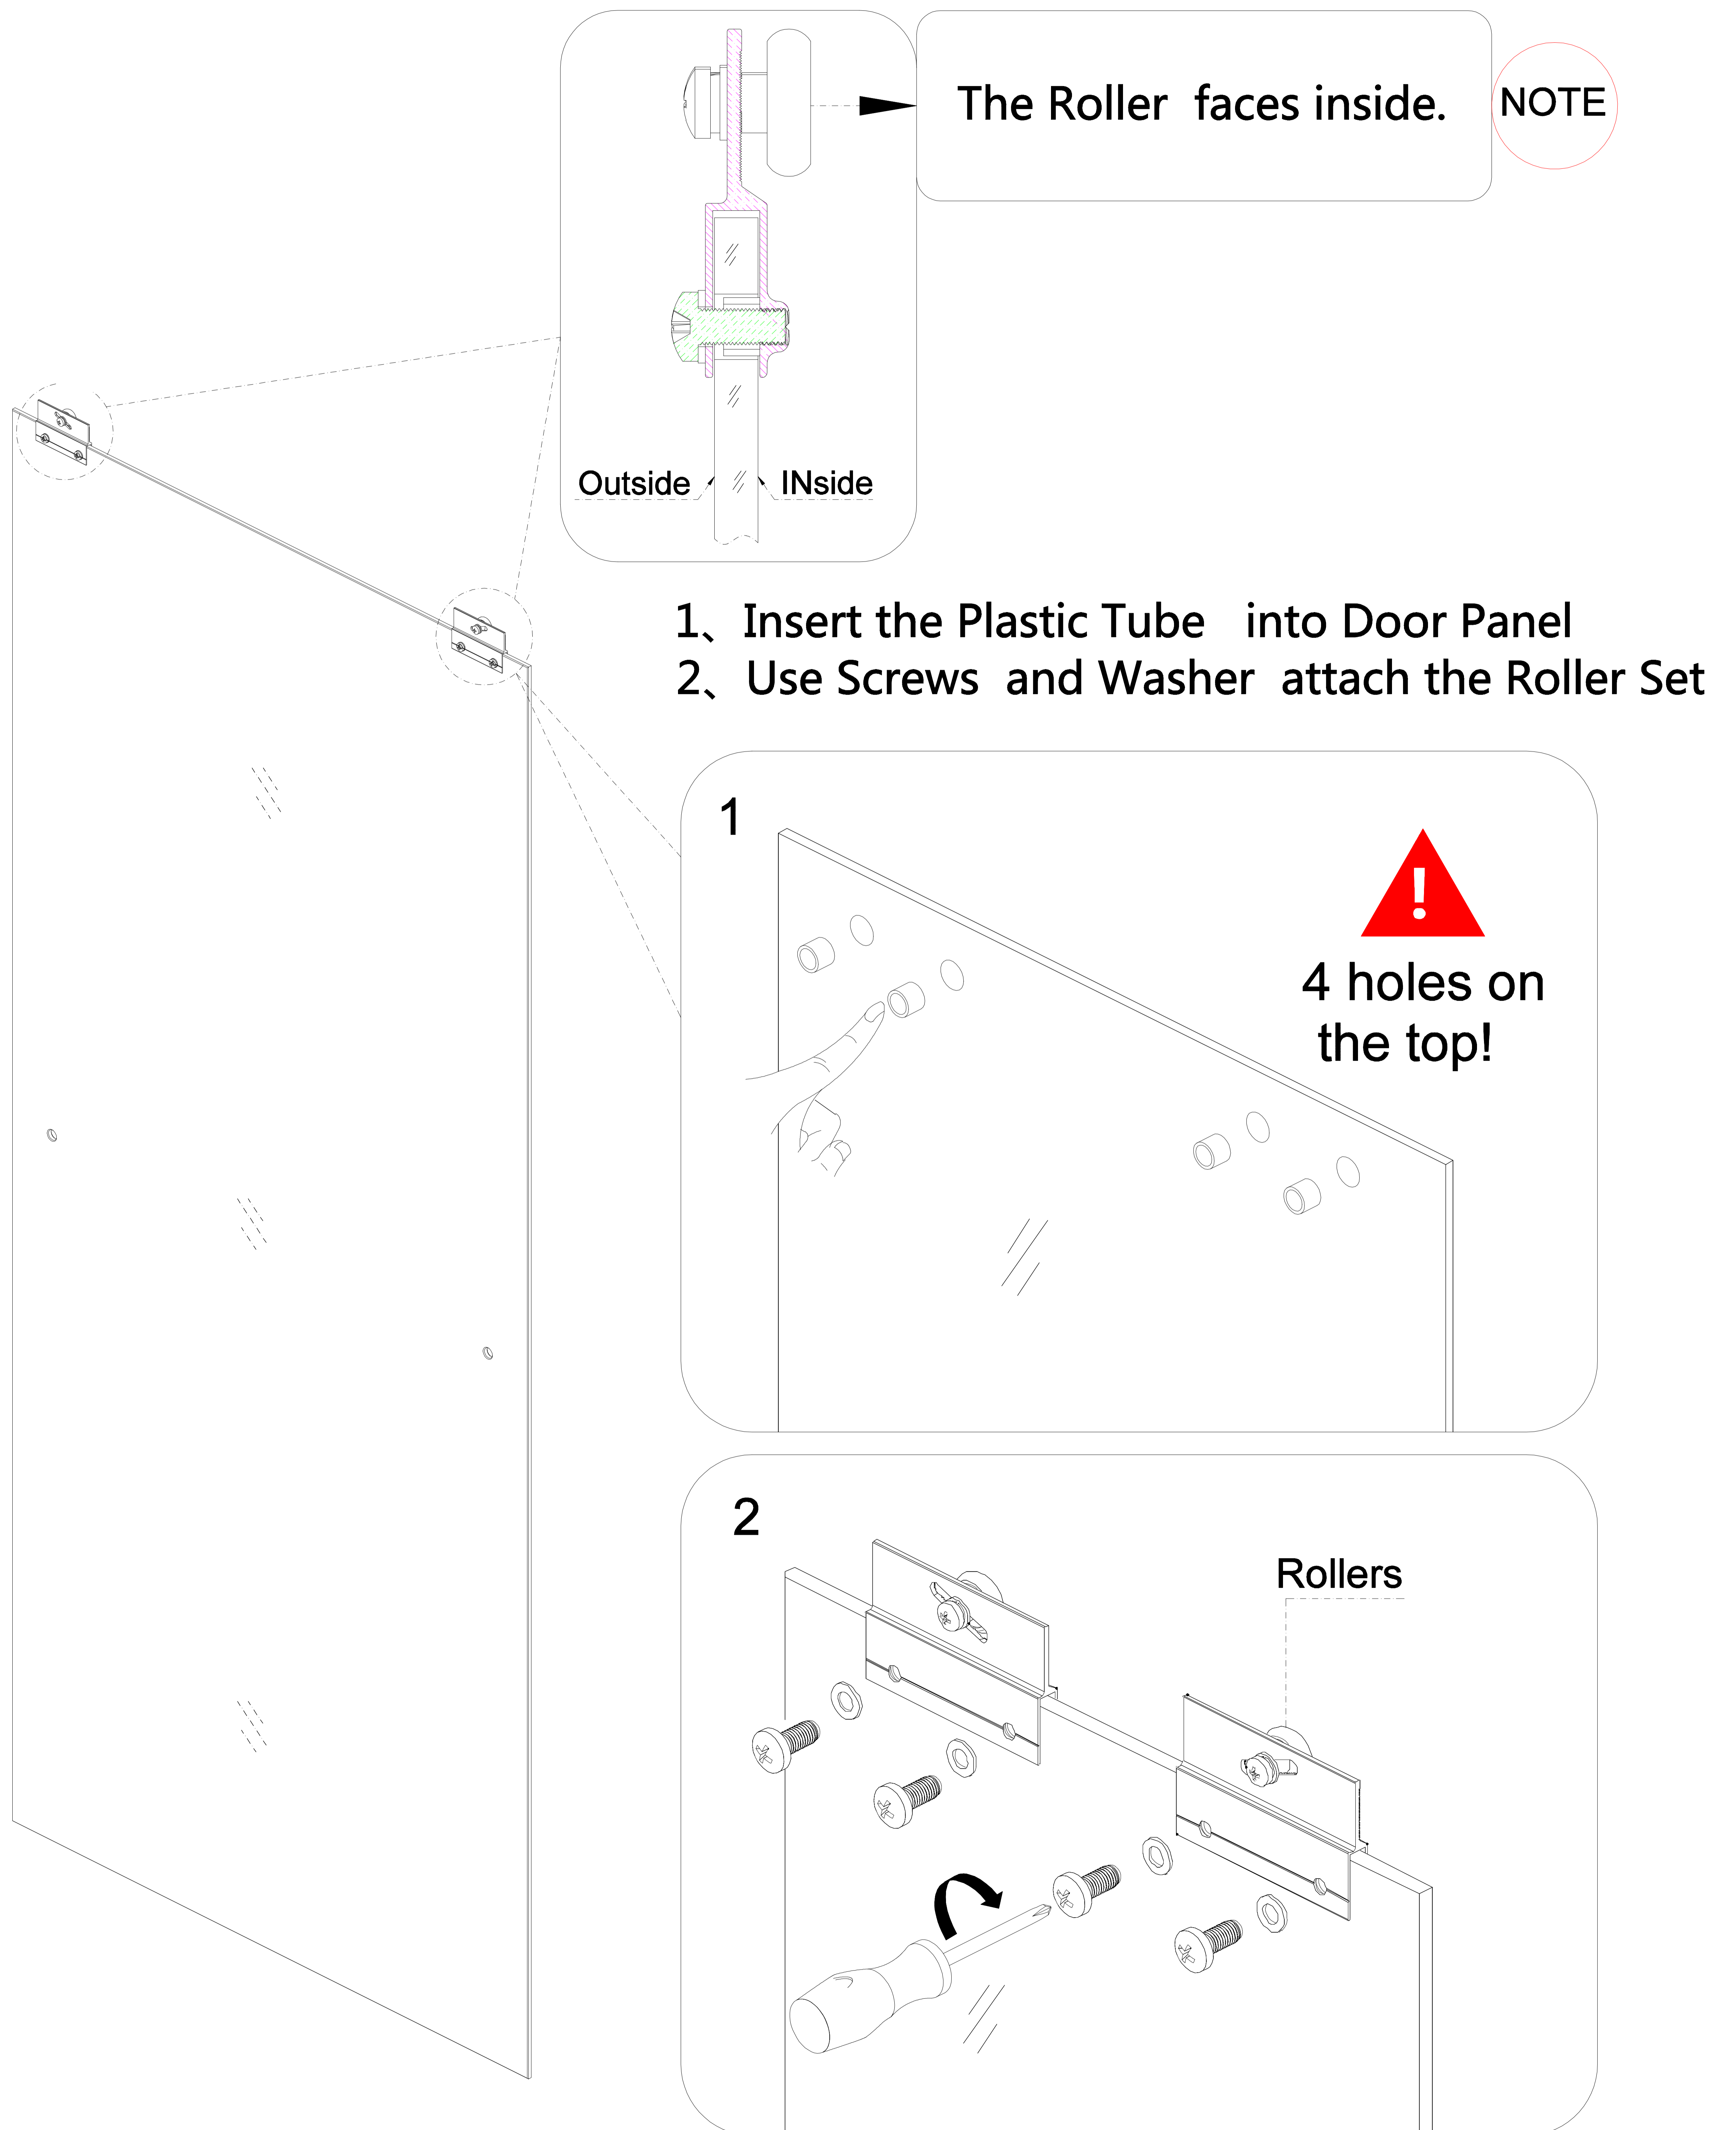 The Roller faces inside.
NOTE
Outside
INside
1、Insert the Plastic Tube into Door Panel
2、Use Screws and Washer attach the Roller Set
1
!
4 holes on
the top!
2
Rollers